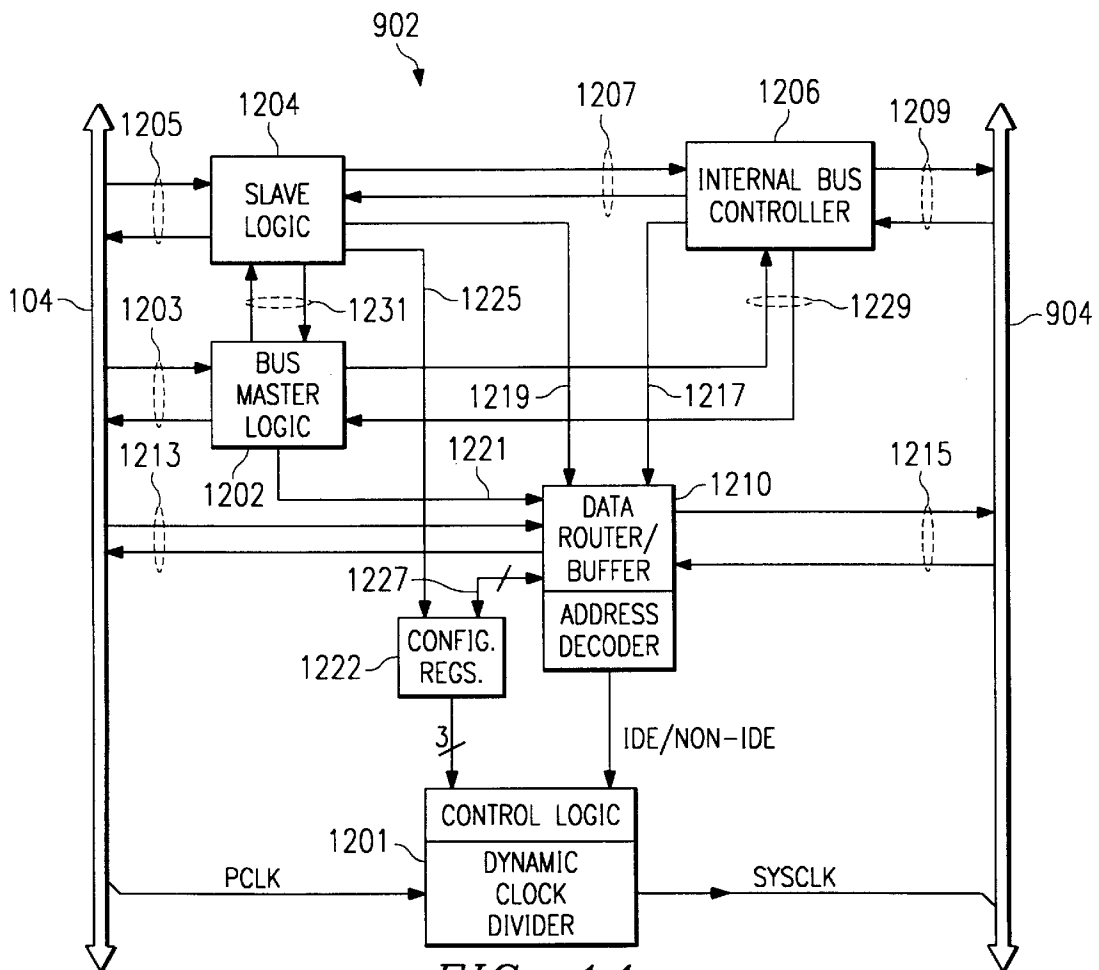 902
1204
1205
1207
1206
1209
SLAVE
LOGIC
INTERNAL BUS
CONTROLLER
104
1203
1231
1225
1229
904
BUS
MASTER
LOGIC
1219
1217
1213
1202
1221
1210
1215
DATA
ROUTER/
BUFFER
1227
ADDRESS
DECODER
CONFIG.
REGS.
1222
3
IDE/NON-IDE
CONTROL LOGIC
1201
DYNAMIC
CLOCK
DIVIDER
PCLK
SYSCLK